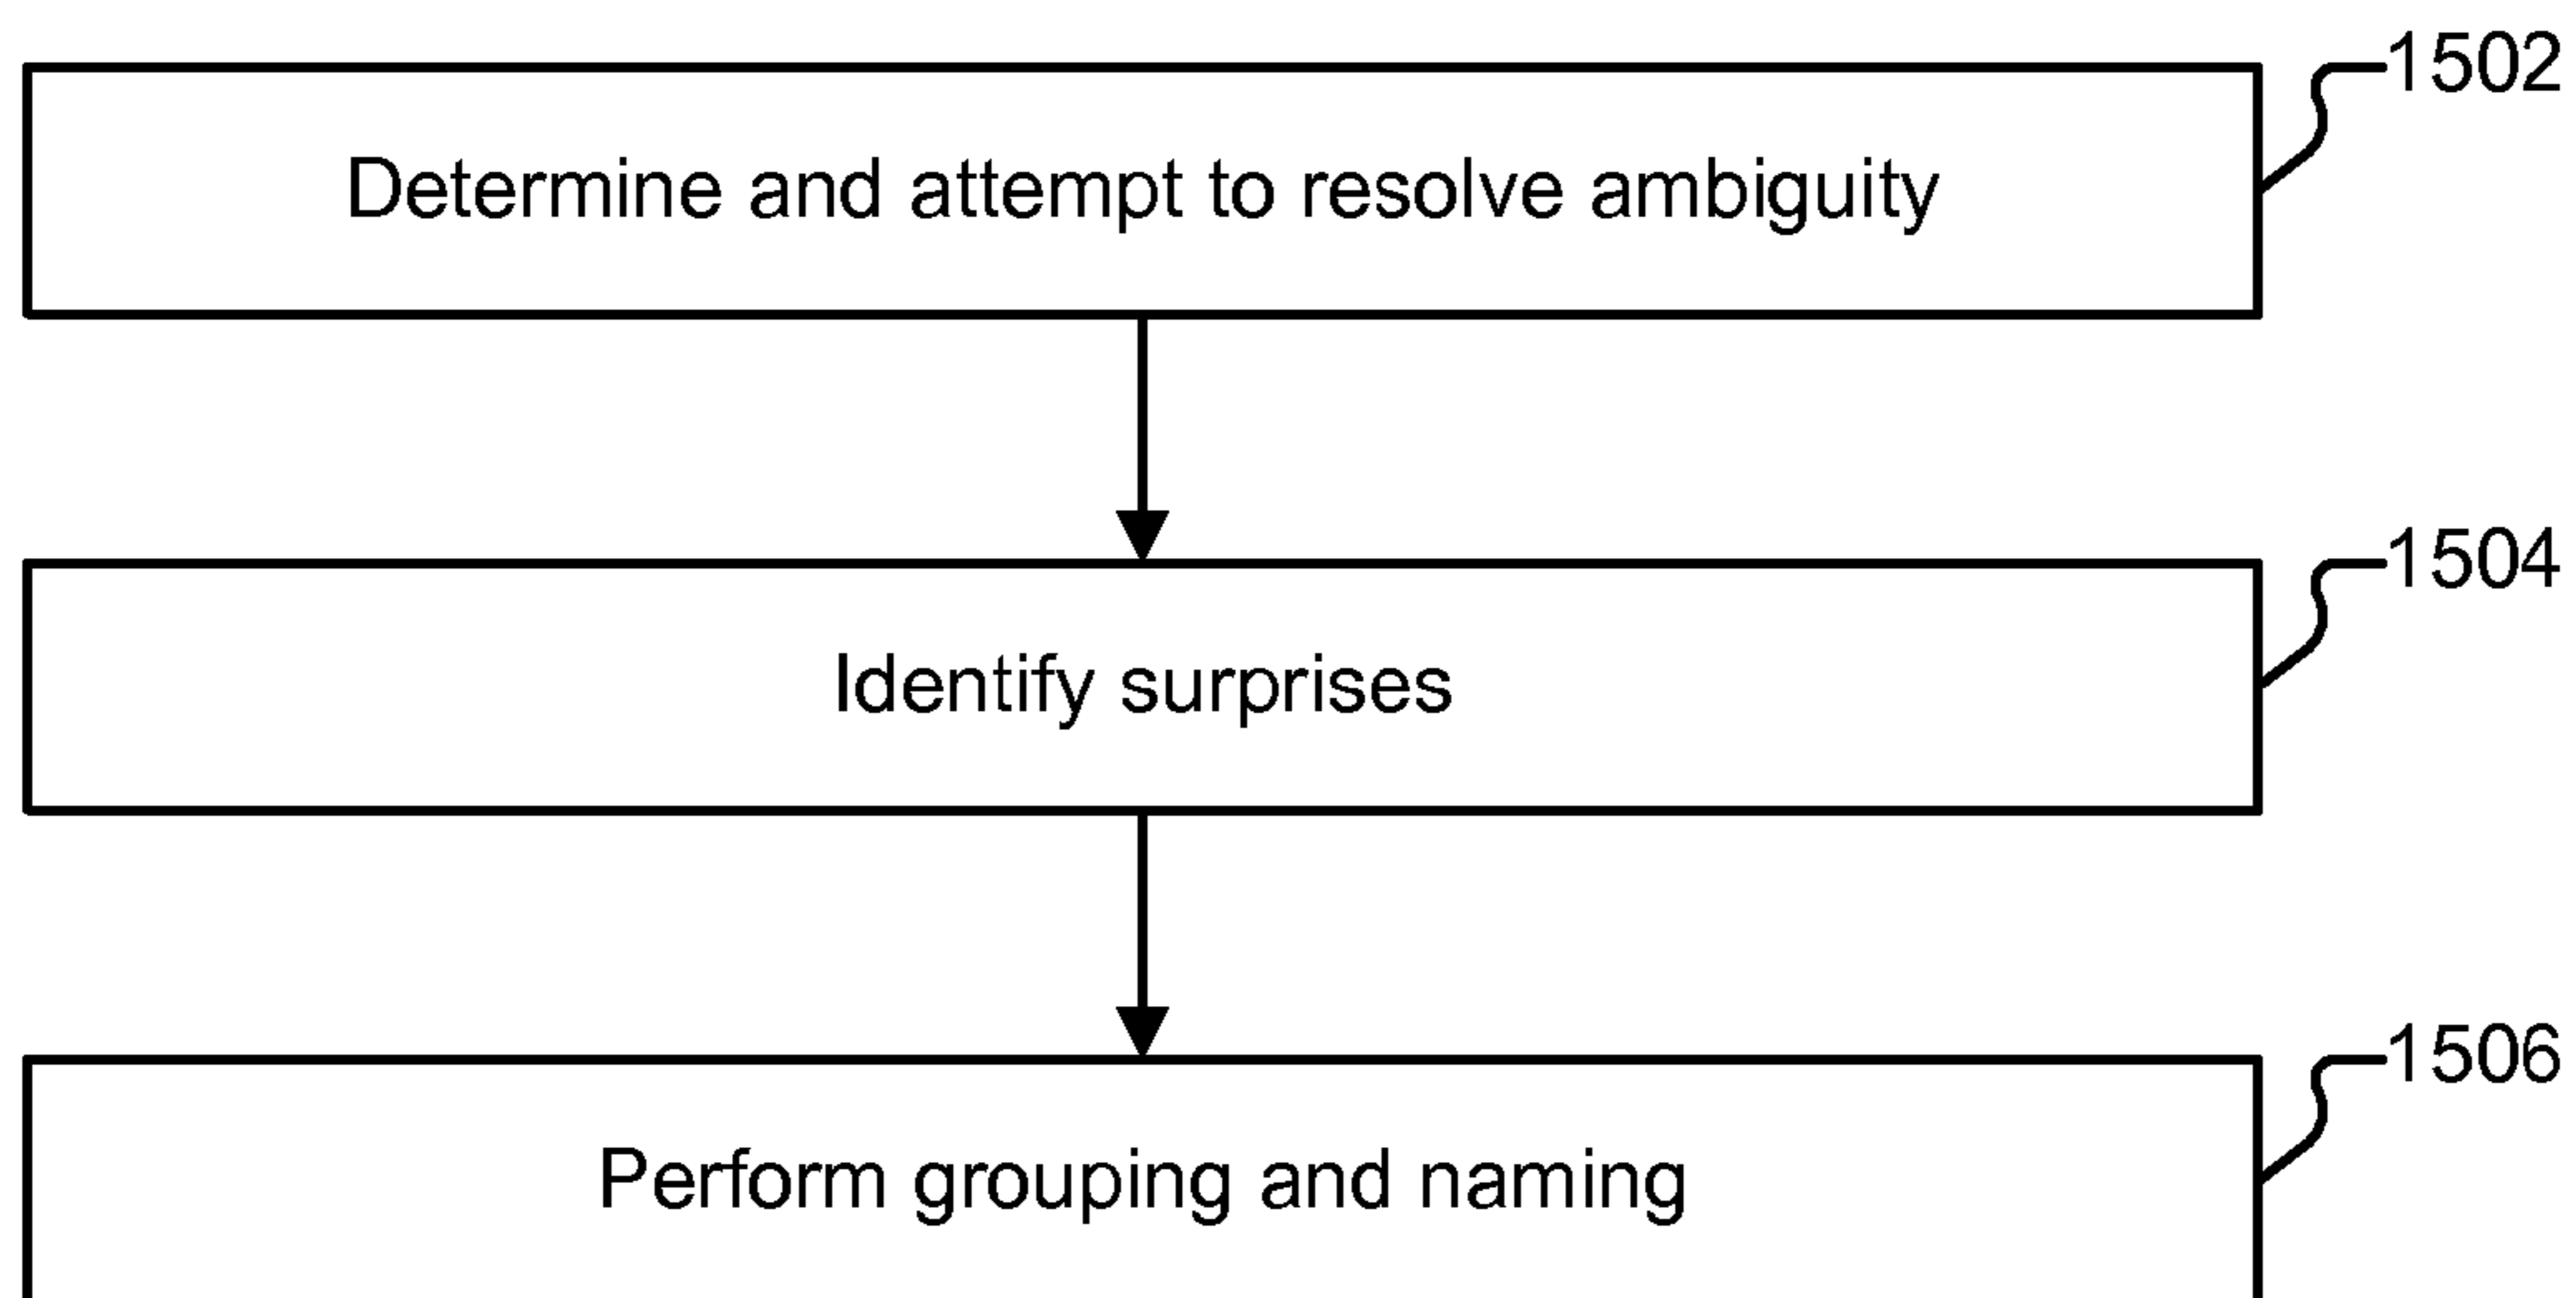 1502
Determine and attempt to resolve ambiguity
1504
Identify surprises
1506
Perform grouping and naming